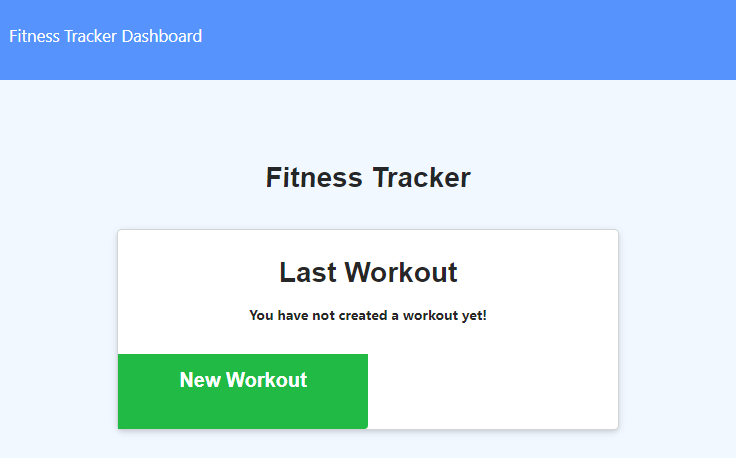 Fitness Tracker Dashboard
Fitness Tracker
Last Workout
You have not created a workout yet!
New Workout